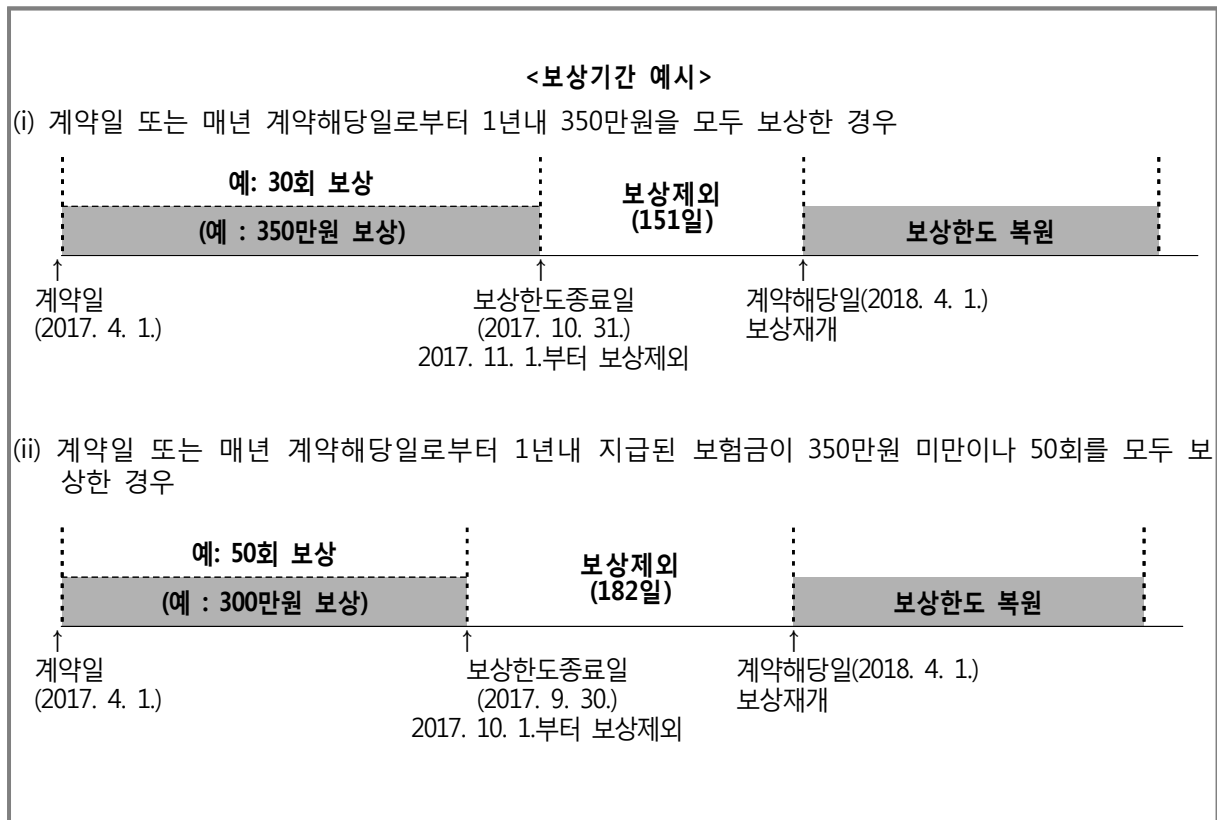 <보상기간 예시>
(i) 계약일 또는 매년 계약해당일로부터 1년내 350만원을 모두 보상한 경우
예: 30회 보상
(예 : 350만원 보상)
보상제외
(151일)
보상한도 복원
↑
↑
↑
계약일
(2017. 4. 1.)
보상한도종료일
(2017. 10. 31.)
2017. 11. 1.부터 보상제외
계약해당일(2018. 4. 1.)
보상재개
(ii) 계약일 또는 매년 계약해당일로부터 1년내 지급된 보험금이 350만원 미만이나 50회를 모두 보
상한 경우
예: 50회 보상
(예 : 300만원 보상)
보상제외
(182일)
보상한도 복원
↑
↑
↑
계약일
(2017. 4. 1.)
보상한도종료일
(2017. 9. 30.)
2017. 10. 1.부터 보상제외
계약해당일(2018. 4. 1.)
보상재개